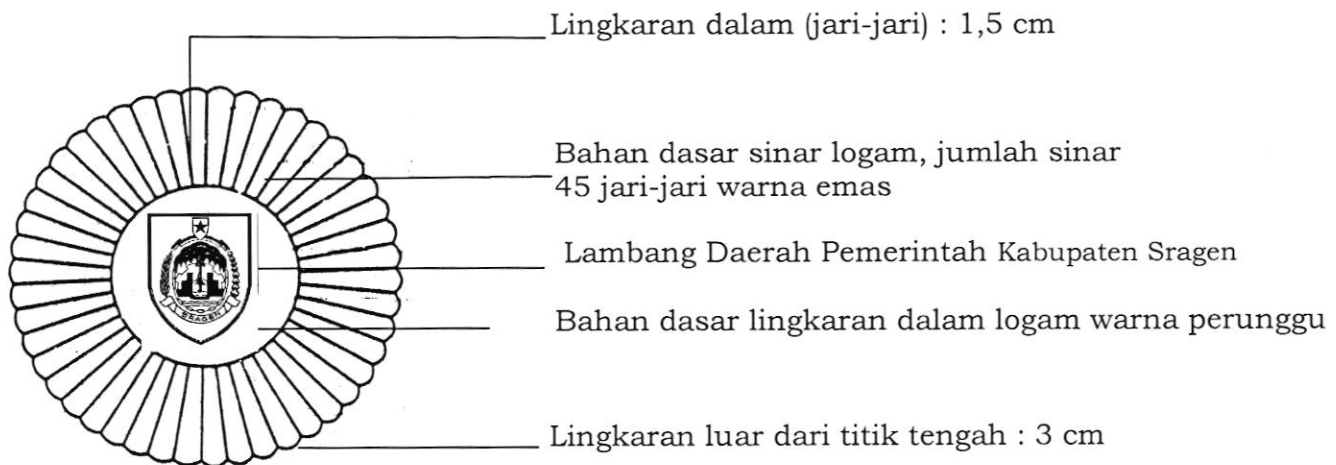 Lingkaran dalam (jari-jari) : 1,5 cm
Bahan dasar sinar logam, jumlah sinar
45 jari-jari warna emas
Lambang Daerah Pemerintah Kabupaten Sragen
SRAGEN
Bahan dasar lingkaran dalam logam warna perunggu
Lingkaran luar dari titik tengah : 3 cm